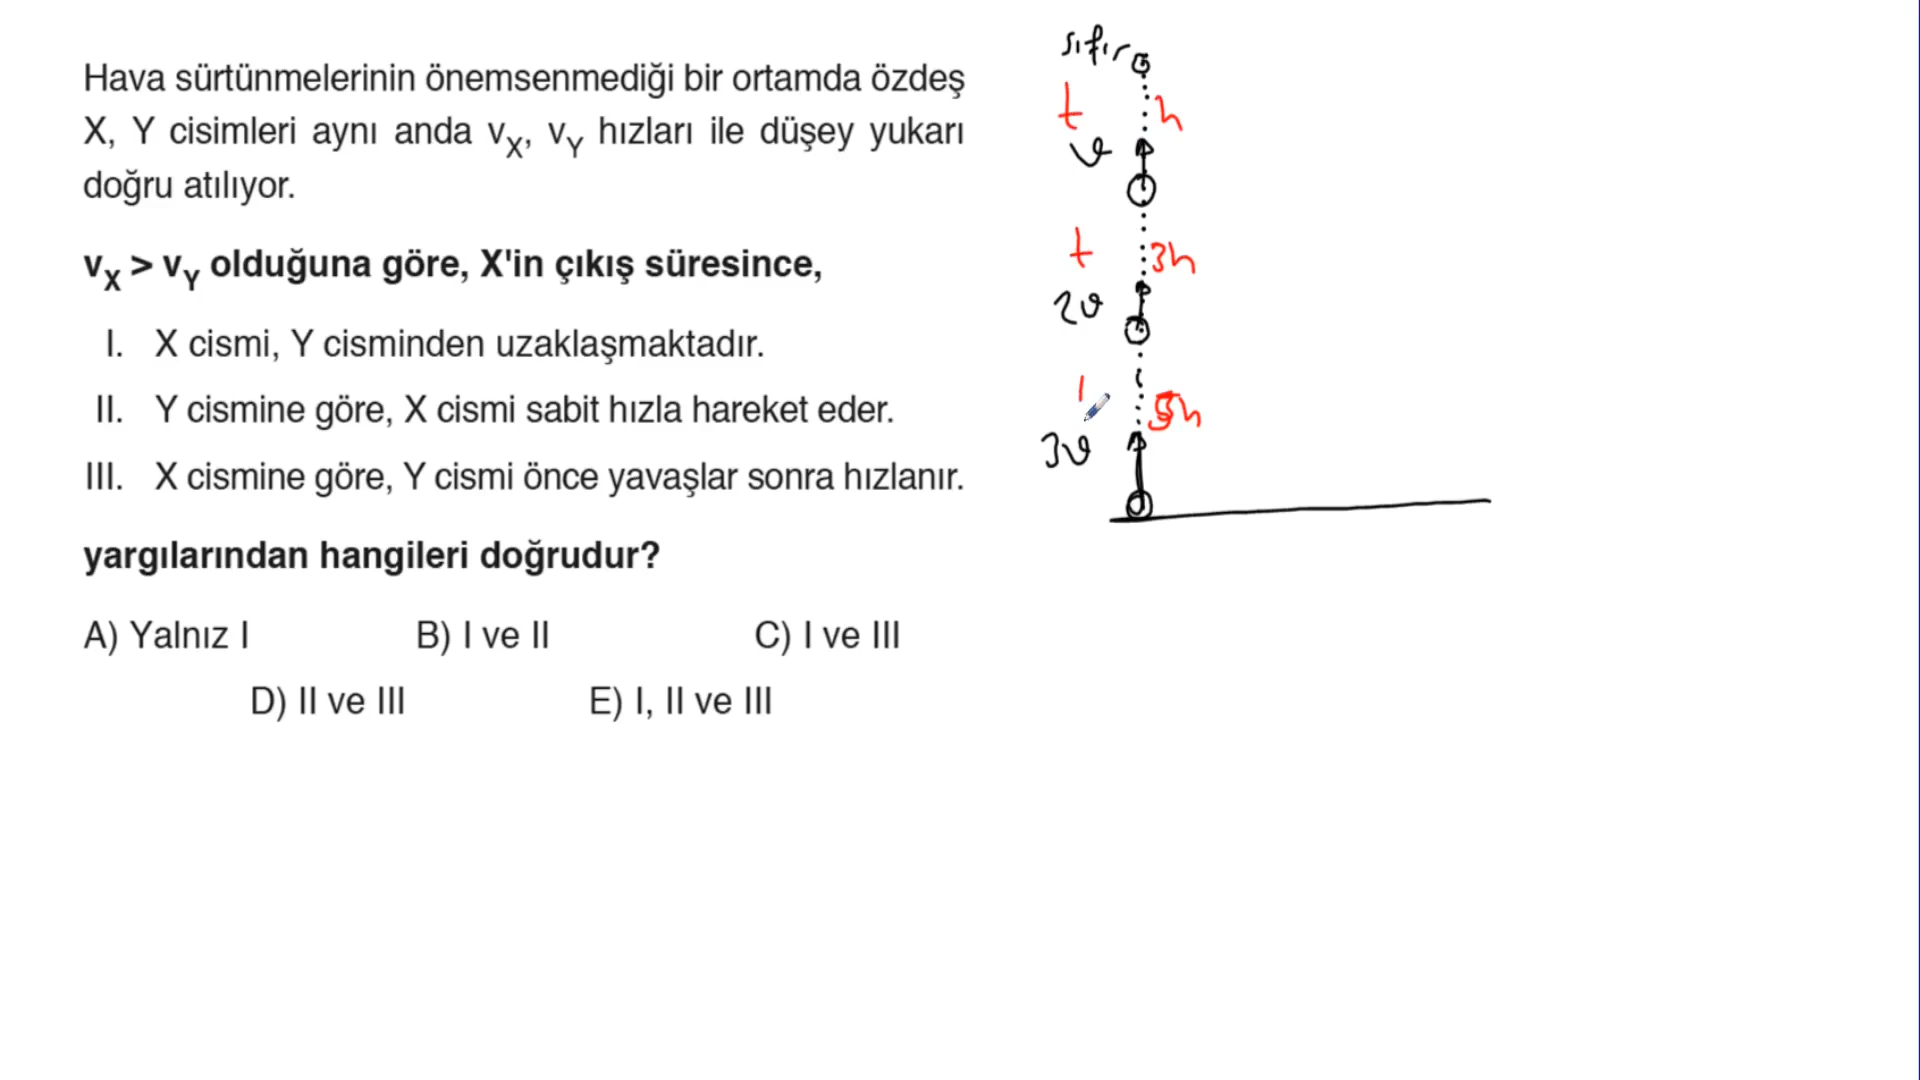 Hava sürtünmelerinin önemsenmediği bir ortamda özdeş
X, Y cisimleri aynı anda vX, vY hızları ile düşey yukarı
doğru atılıyor.
vX > vY olduğuna göre, X'in çıkış süresince,
I. X cismi, Y cisminden uzaklaşmaktadır.
II. Y cismine göre, X cismi sabit hızla hareket eder.
III. X cismine göre, Y cismi önce yavaşlar sonra hızlanır.
yargılarından hangileri doğrudur?
A) Yalnız I B) I ve II C) I ve III
D) II ve III E) I, II ve III
sıfır
t h
v
t 3h
2v
5h
3v